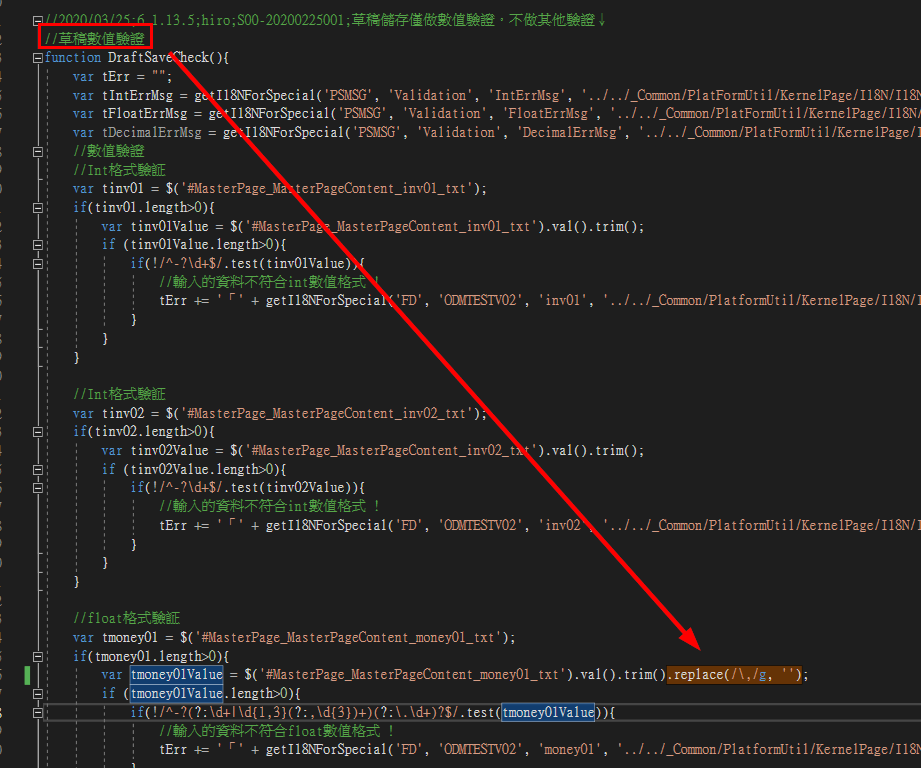 //2020/03/25;6.1.13.5;hiro;S00-20200225001;草稿儲存僅做數值驗證，不做其他驗證↓
//草稿數值驗證
function DraftSaveCheck(){
var tErr = "";
var tIntErrMsg = getI18NForSpecial('PSMSG', 'Validation', 'IntErrMsg', '../../_Common/PlatFormUtil/KernelPage/I18N/I18N
var tFloatErrMsg = getI18NForSpecial('PSMSG', 'Validation', 'FloatErrMsg', '../../_Common/PlatFormUtil/KernelPage/I18N/
var tDecimalErrMsg = getI18NForSpecial('PSMSG', 'Validation', 'DecimalErrMsg', '../../_Common/PlatFormUtil/KernelPage/I
//數值驗證
//Int格式驗証
var tinv01 = $('#MasterPage_MasterPageContent_inv01_txt');
if(tinv01.length>0){
var tinv01Value = $('#MasterPage_MasterPageContent_inv01_txt').val().trim();
if (tinv01Value.length>0){
if(!/^-?\d+$/.test(tinv01Value)){
//輸入的資料不符合int數值格式 !
tErr += '「' + getI18NForSpecial('FD', 'ODMTESTV02', 'inv01', '../../_Common/PlatformUtil/KernelPage/I18N/I
}
}
}
//Int格式驗証
var tinv02 = $('#MasterPage_MasterPageContent_inv02_txt');
if(tinv02.length>0){
var tinv02Value = $('#MasterPage_MasterPageContent_inv02_txt').val().trim();
if (tinv02Value.length>0){
if(!/^-?\d+$/.test(tinv02Value)){
//輸入的資料不符合int數值格式 !
tErr += '「' + getI18NForSpecial('FD', 'ODMTESTV02', 'inv02', '../../_Common/PlatformUtil/KernelPage/I18N/I
}
}
}
//float格式驗証
var tmoney01 = $('#MasterPage_MasterPageContent_money01_txt');
if(tmoney01.length>0){
var tmoney01Value = $('#MasterPage_MasterPageContent_money01_txt').val().trim().replace(/\,/g, '');
if (tmoney01Value.length>0){
if(!/^-?(?:\d+|\d{1,3}(?:,\d{3})+)(?:\.\d+)?$/.test(tmoney01Value)){
//輸入的資料不符合float數值格式 !
tErr += '「' + getI18NForSpecial('FD', 'ODMTESTV02', 'money01', '../../_Common/PlatformUtil/KernelPage/I18N